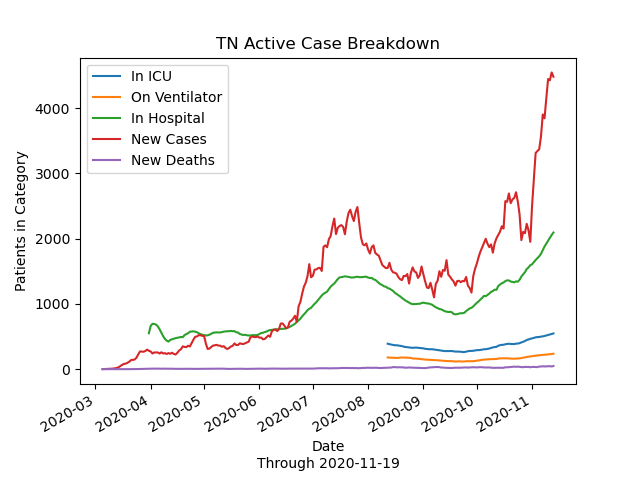 TN Active Case Breakdown
In ICU
On Ventilator
In Hospital
New Cases
New Deaths
Patients in Category
4000
3000
2000
1000
0
2020-03
2020-04
2020-05
2020-06
2020-07
2020-08
2020-09
2020-10
2020-11
Date
Through 2020-11-19